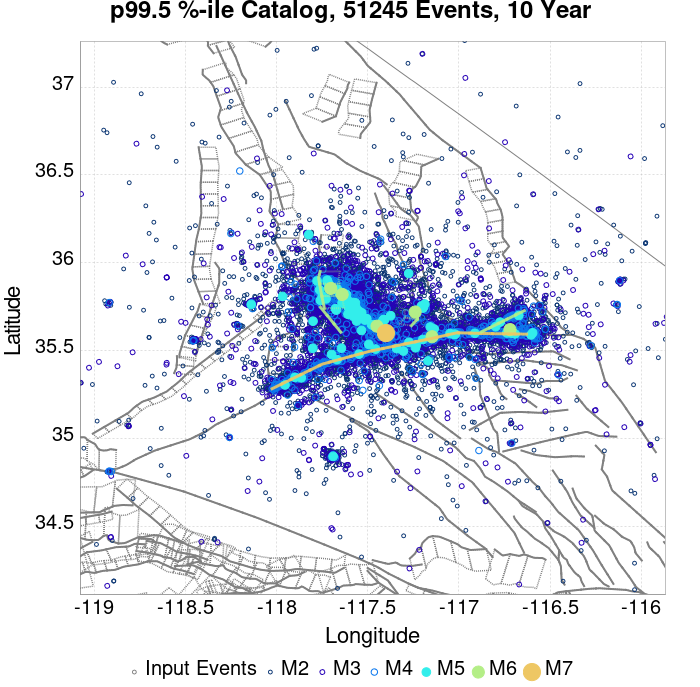 p99.5 %-ile Catalog, 51245 Events, 10 Year
37
36.5
36
35.5
35
34.5
Latitude
-119 -118.5 -118 -117.5 -117 -116.5 -116
Longitude
Input Events M2 M3 M4 M5 M6 M7